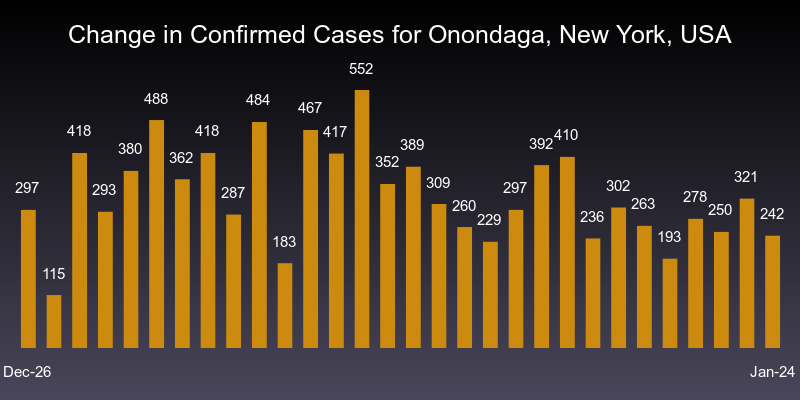 Change in Confirmed Cases for Onondaga, New York, USA
297 115 418 293 380 488 362 418 287 484 183 467 417 552 352 389 309 260 229 297 392 410 236 302 263 193 278 250 321 242
Dec-26 Jan-24